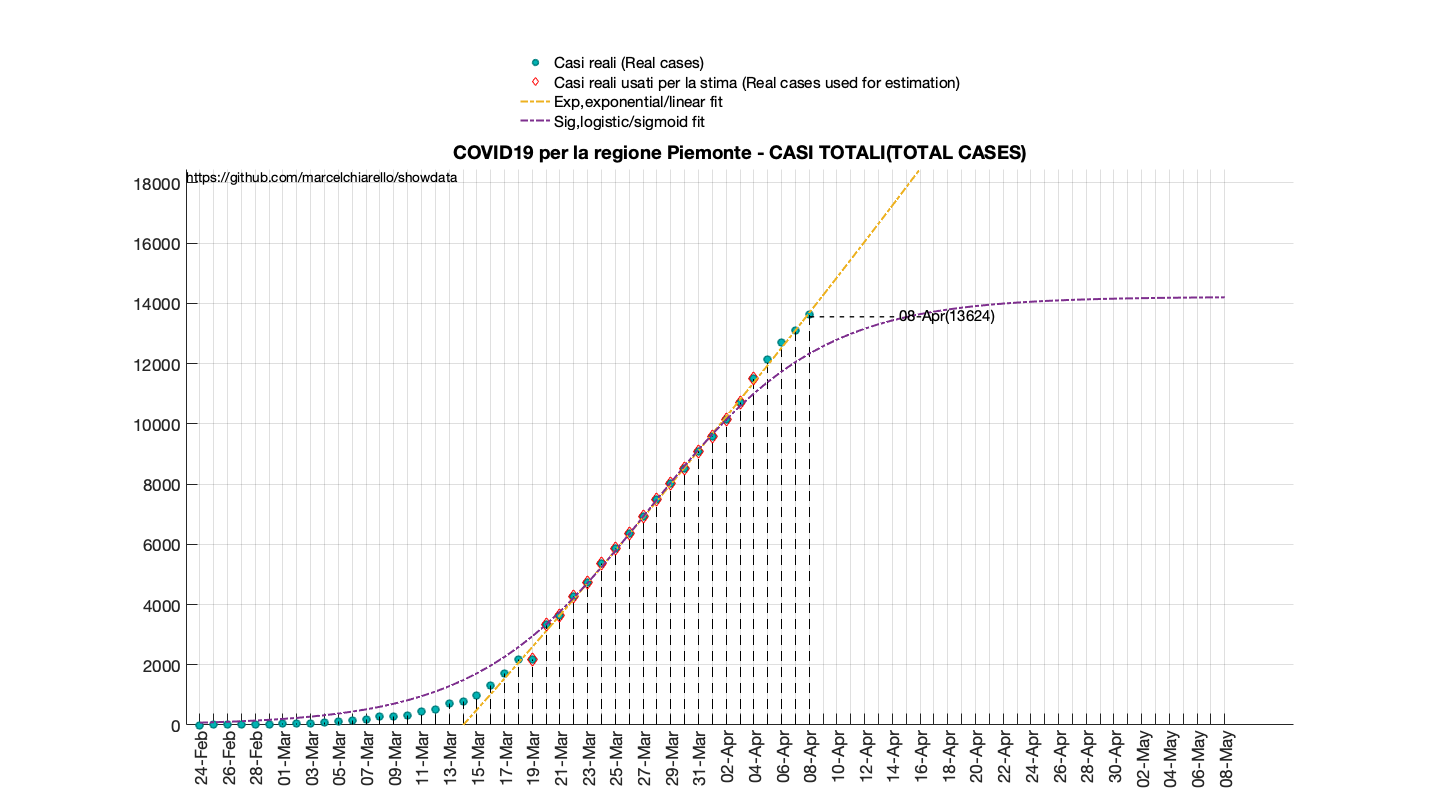 Casi reali (Real cases)
Casi reali usati per la stima (Real cases used for estimation)
Exp,exponential/linear fit
Sig,logistic/sigmoid fit
COVID19 per la regione Piemonte - CASI TOTALI(TOTAL CASES)
https://github.com/marcelchiarello/showdata
18000
16000
14000
08-Apr(13624)
12000
10000
8000
6000
4000
2000
0
24-Feb
26-Feb
28-Feb
01-Mar
03-Mar
05-Mar
07-Mar
09-Mar
11-Mar
13-Mar
15-Mar
17-Mar
19-Mar
21-Mar
23-Mar
25-Mar
27-Mar
29-Mar
31-Mar
02-Apr
04-Apr
06-Apr
08-Apr
10-Apr
12-Apr
14-Apr
16-Apr
18-Apr
20-Apr
22-Apr
24-Apr
26-Apr
28-Apr
30-Apr
02-May
04-May
06-May
08-May